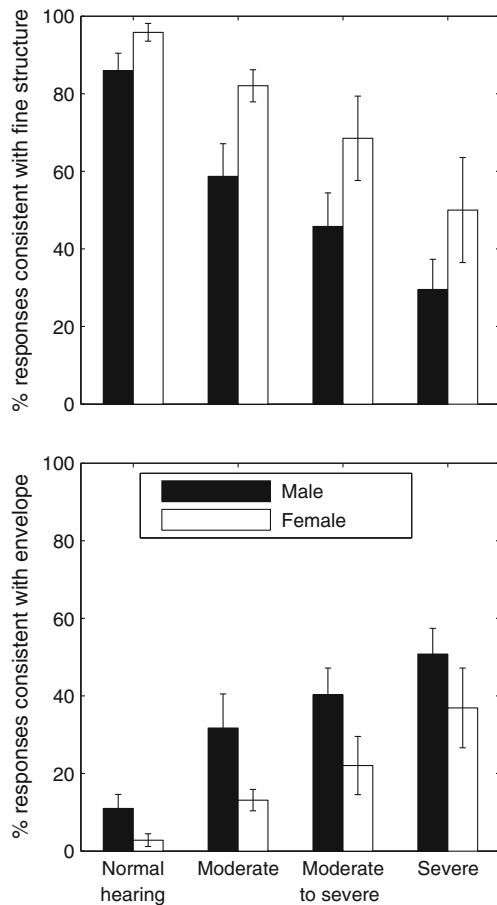 % responses consistent with fine structure
100
80
60
40
20
0
% responses consistent with envelope
100
80
60
40
20
0
Male
Female
Normal hearing
Moderate
Moderate to severe
Severe